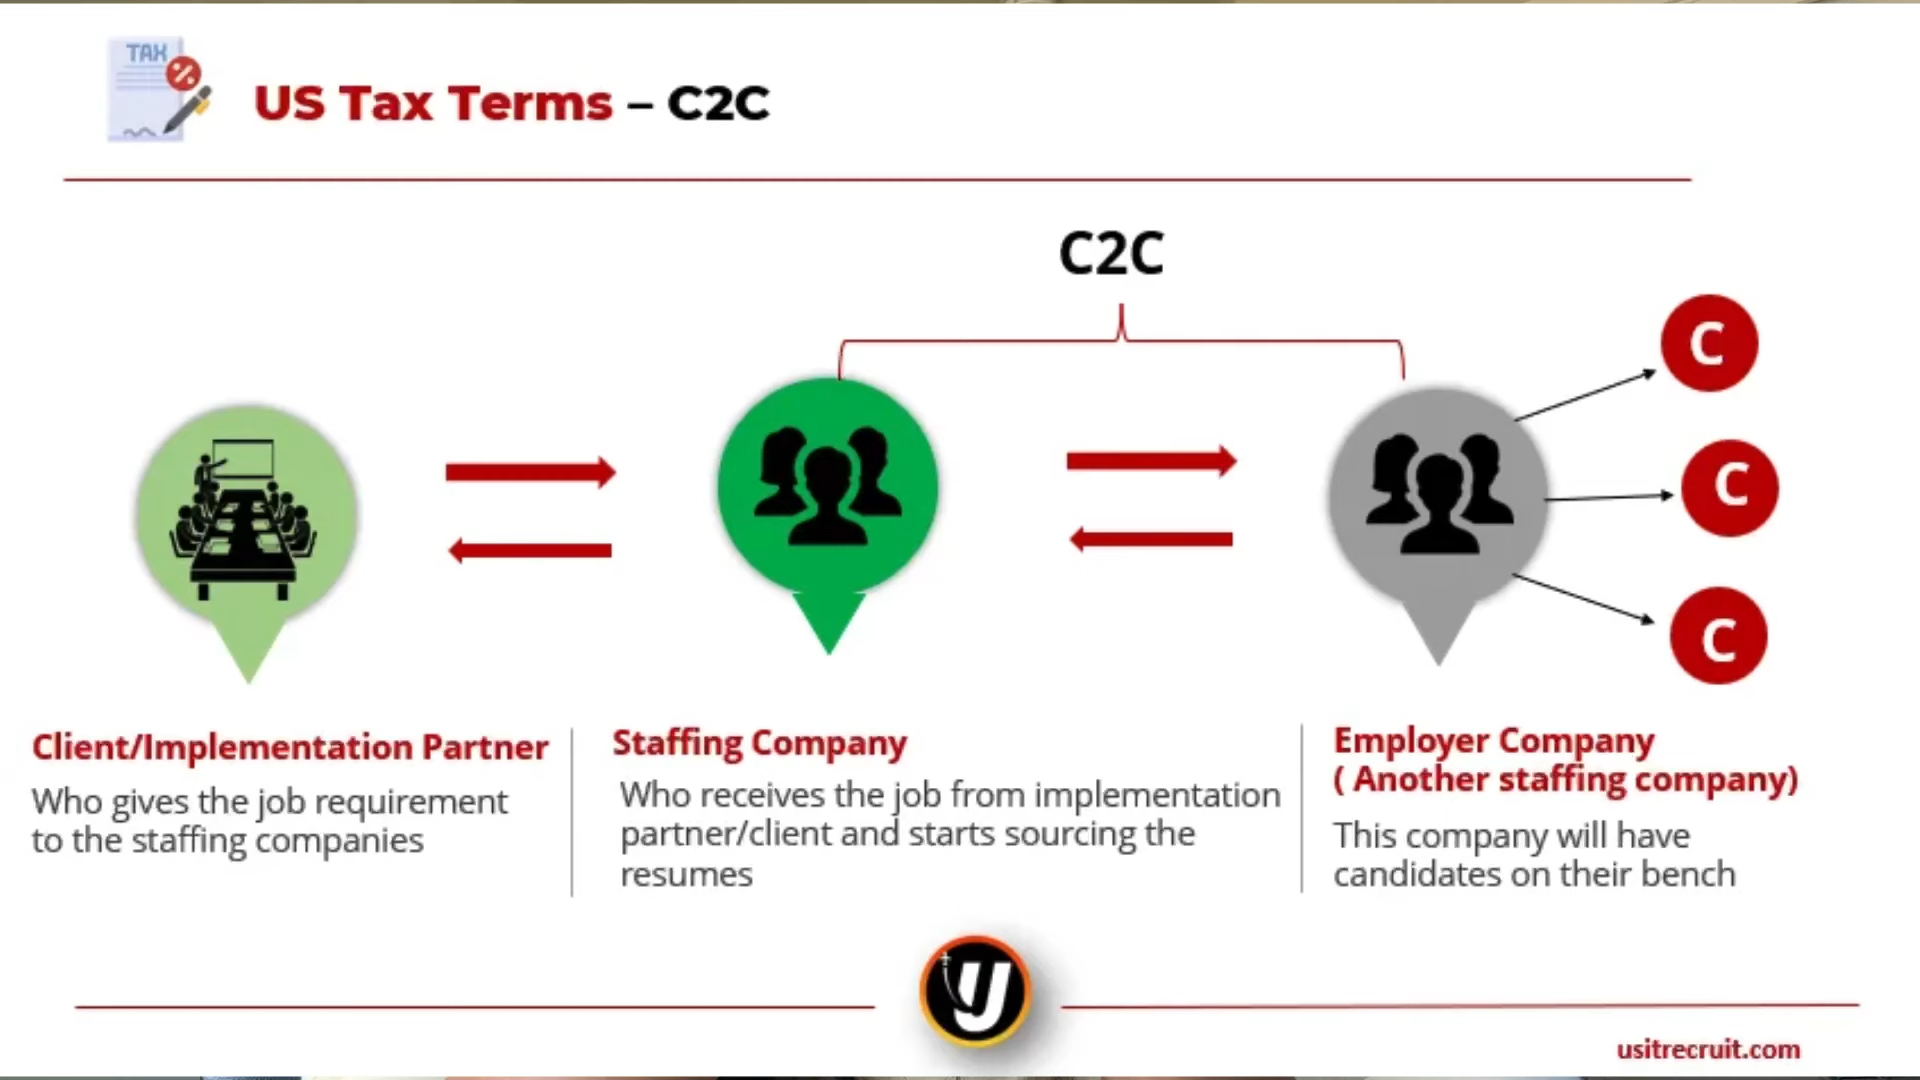 TAX
%
US Tax Terms – C2C
C2C
C
C
C
Client/Implementation Partner
Who gives the job requirement
to the staffing companies
Staffing Company
Who receives the job from implementation
partner/client and starts sourcing the
resumes
Employer Company
( Another staffing company)
This company will have
candidates on their bench
usitrecruit.com